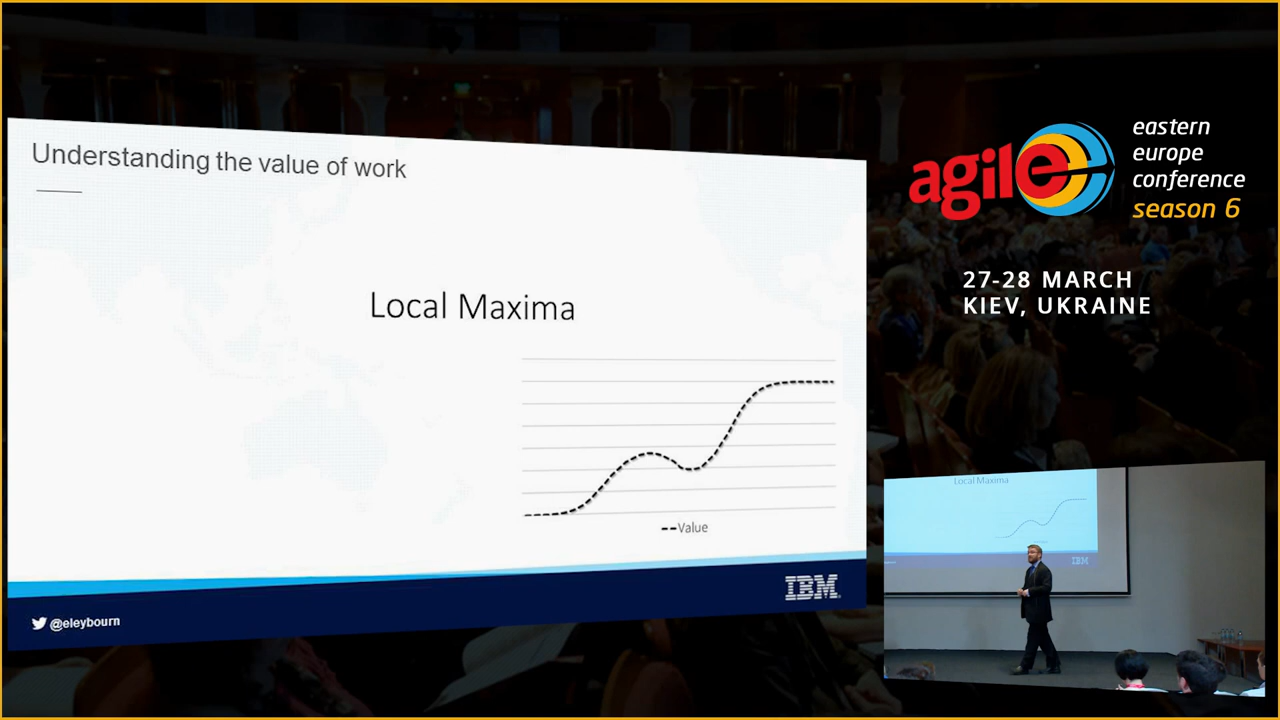 Understanding the value of work
Local Maxima
Value
IBM
@eleybourn
agile
eastern
europe
conference
season 6
27-28 MARCH
KIEV, UKRAINE
Local Maxima
IBM